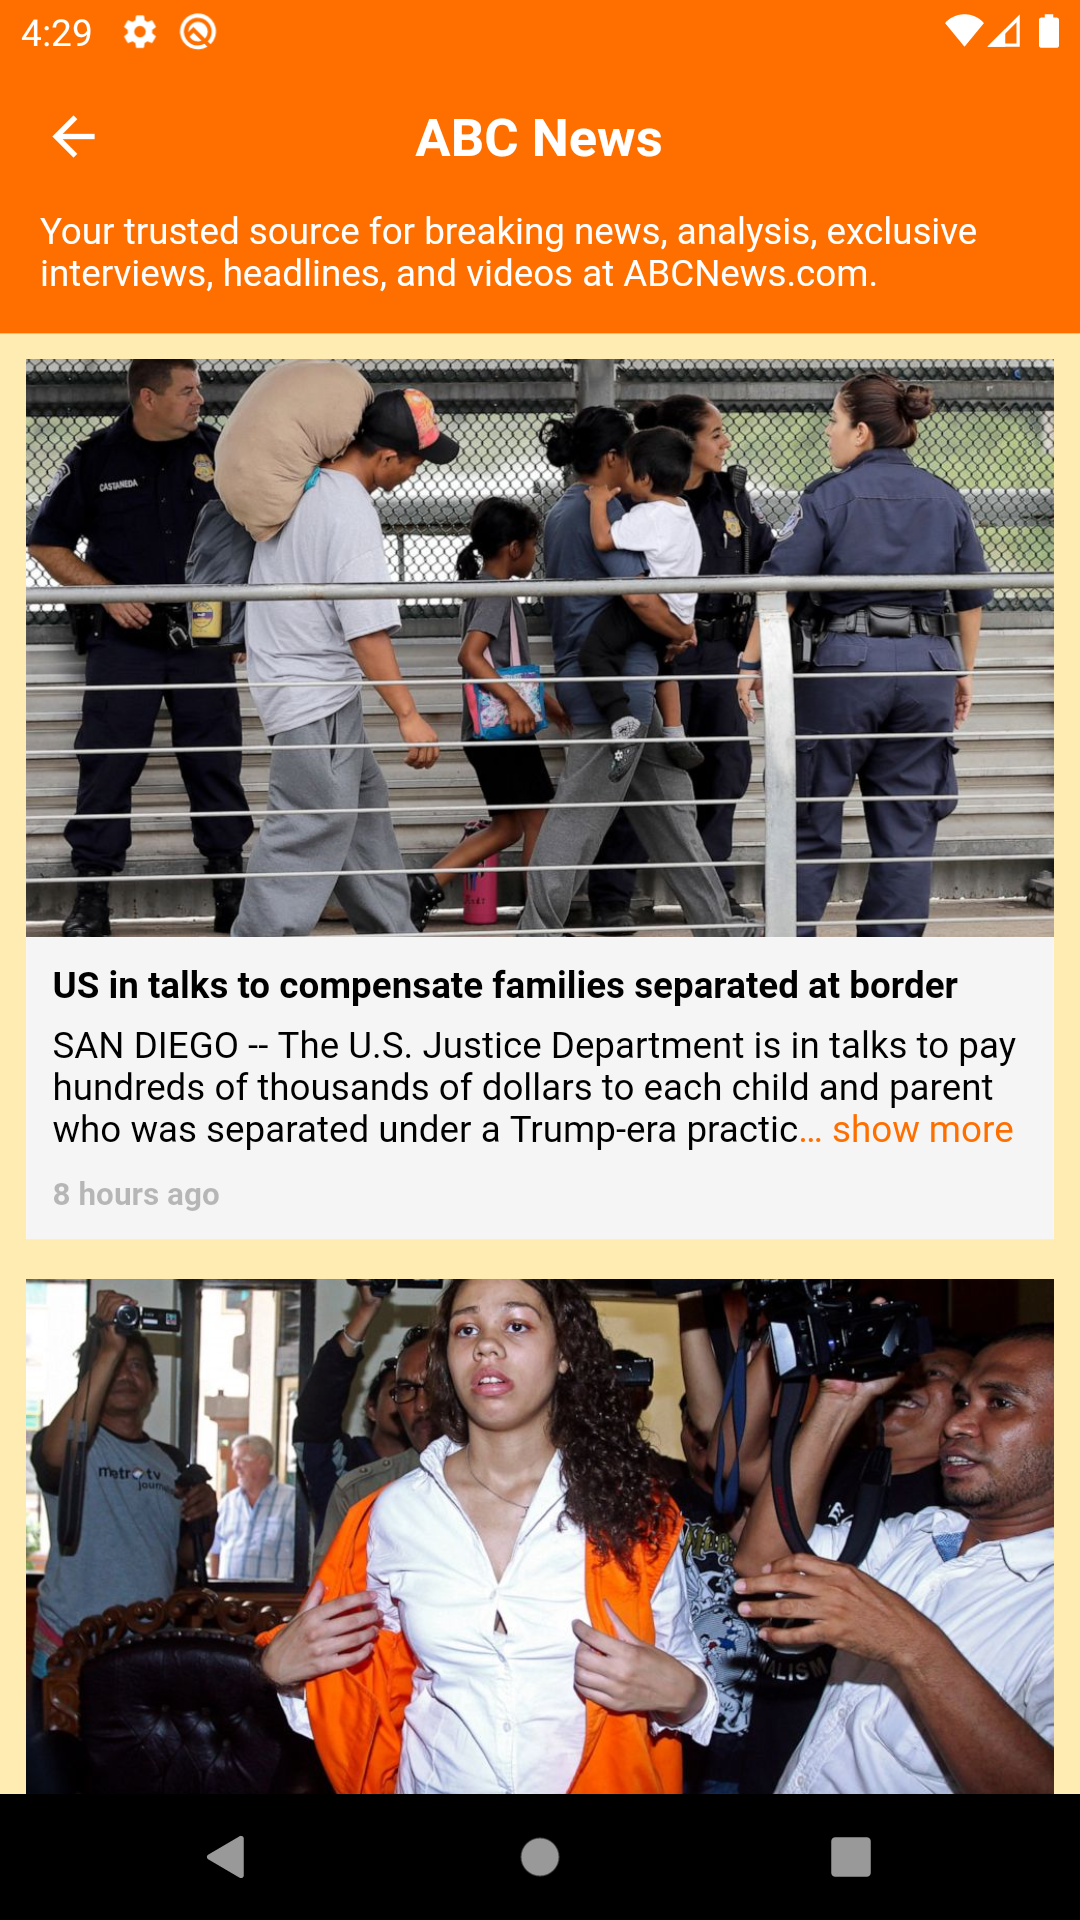 4:29
ABC News
Your trusted source for breaking news, analysis, exclusive
interviews, headlines, and videos at ABCNews.com.
CASTANEDA
US in talks to compensate families separated at border
SAN DIEGO -- The U.S. Justice Department is in talks to pay
hundreds of thousands of dollars to each child and parent
who was separated under a Trump-era practic... show more
8 hours ago
metro tv